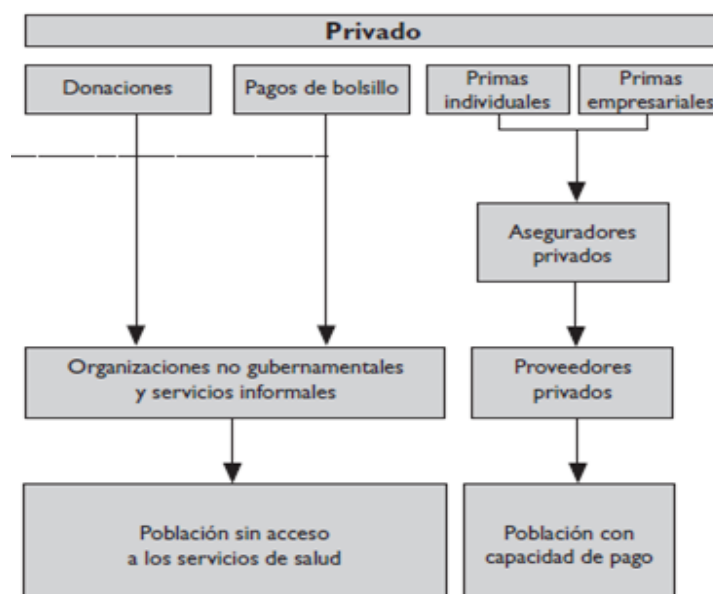 Privado
Donaciones
Pagos de bolsillo
Primas
individuales
Primas
empresariales
Aseguradores
privados
Organizaciones no gubernamentales
y servicios informales
Proveedores
privados
Población sin acceso
a los servicios de salud
Población con
capacidad de pago